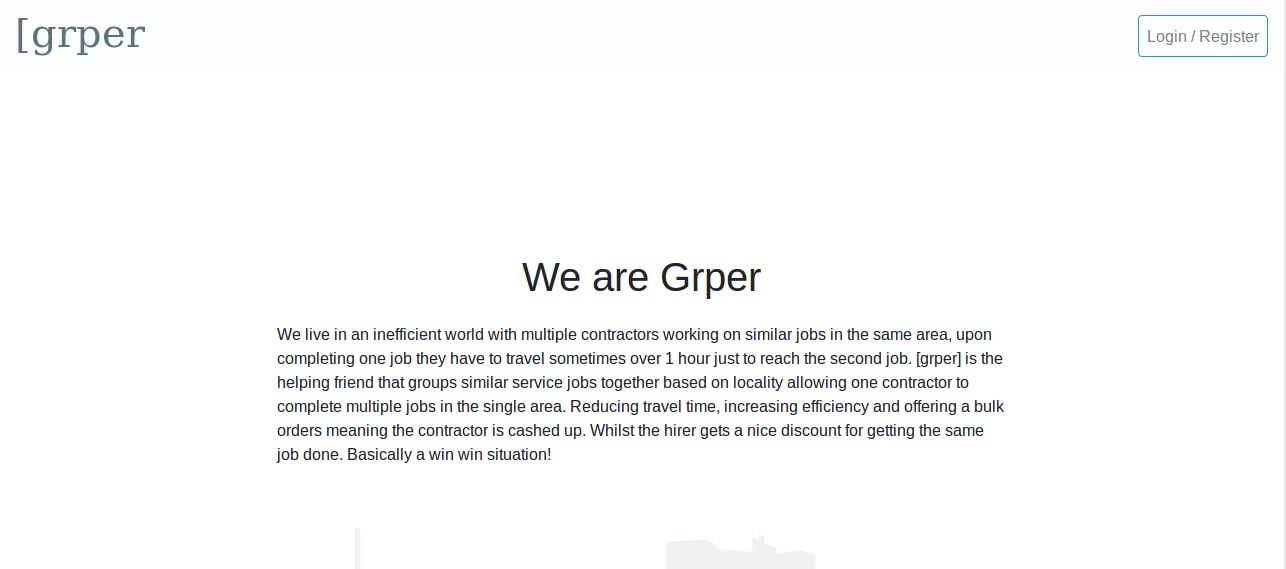 [grper
Login / Register
We are Grper
We live in an inefficient world with multiple contractors working on similar jobs in the same area, upon
completing one job they have to travel sometimes over 1 hour just to reach the second job. [grper] is the
helping friend that groups similar service jobs together based on locality allowing one contractor to
complete multiple jobs in the single area. Reducing travel time, increasing efficiency and offering a bulk
orders meaning the contractor is cashed up. Whilst the hirer gets a nice discount for getting the same
job done. Basically a win win situation!